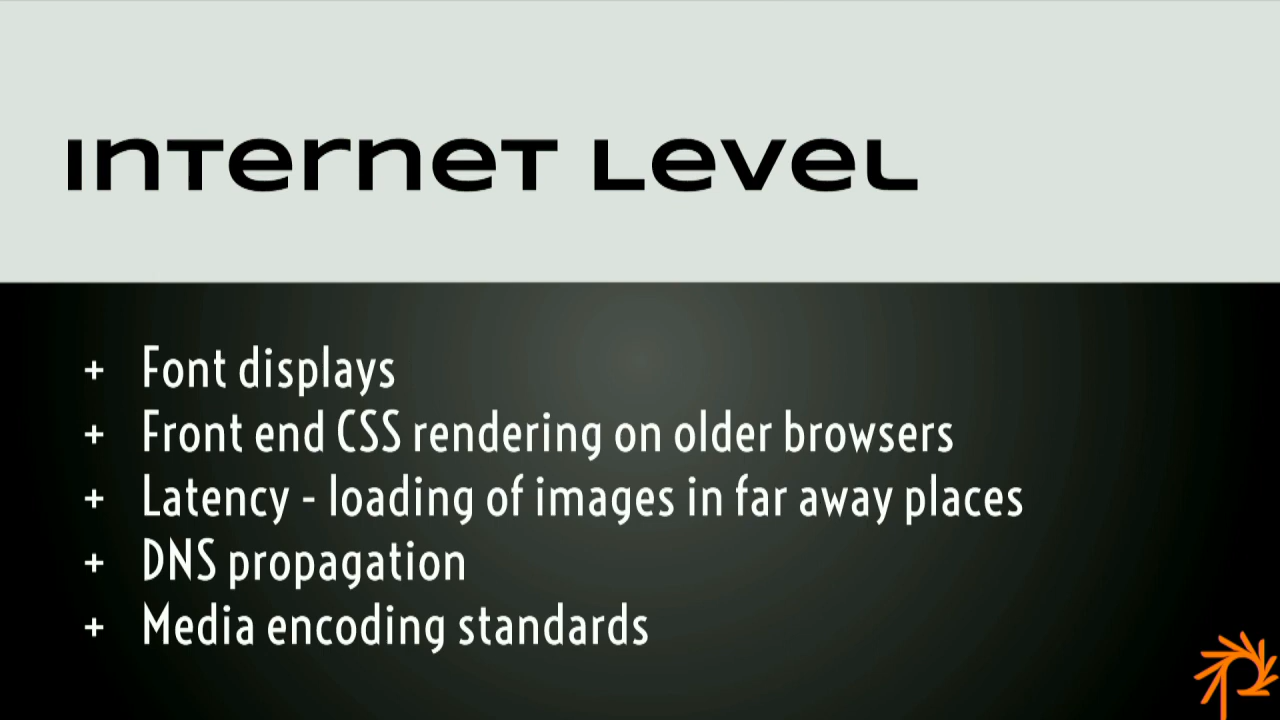 Internet Level
+ Font displays
+ Front end CSS rendering on older browsers
+ Latency - loading of images in far away places
+ DNS propagation
+ Media encoding standards